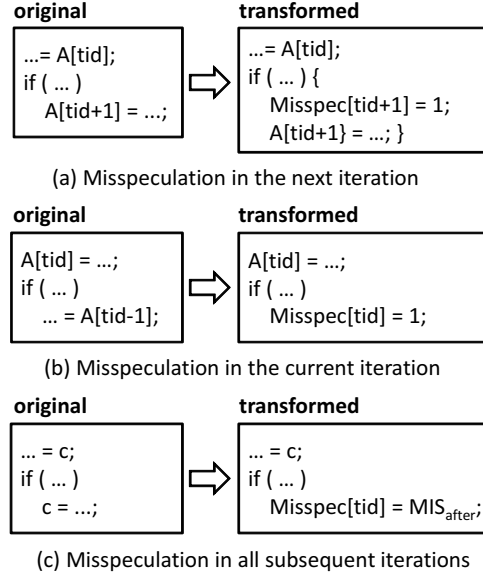 original transformed
...= A[tid]; ...= A[tid];
if ( ... ) if ( ... ) {
A[tid+1] = ...; Misspec[tid+1] = 1;
A[tid+1} = ...; }
(a) Misspeculation in the next iteration
original transformed
A[tid] = ...; A[tid] = ...;
if ( ... ) if ( ... )
... = A[tid-1]; Misspec[tid] = 1;
(b) Misspeculation in the current iteration
original transformed
... = c; ... = c;
if ( ... ) if ( ... )
c = ...; Misspec[tid] = MISafter;
(c) Misspeculation in all subsequent iterations